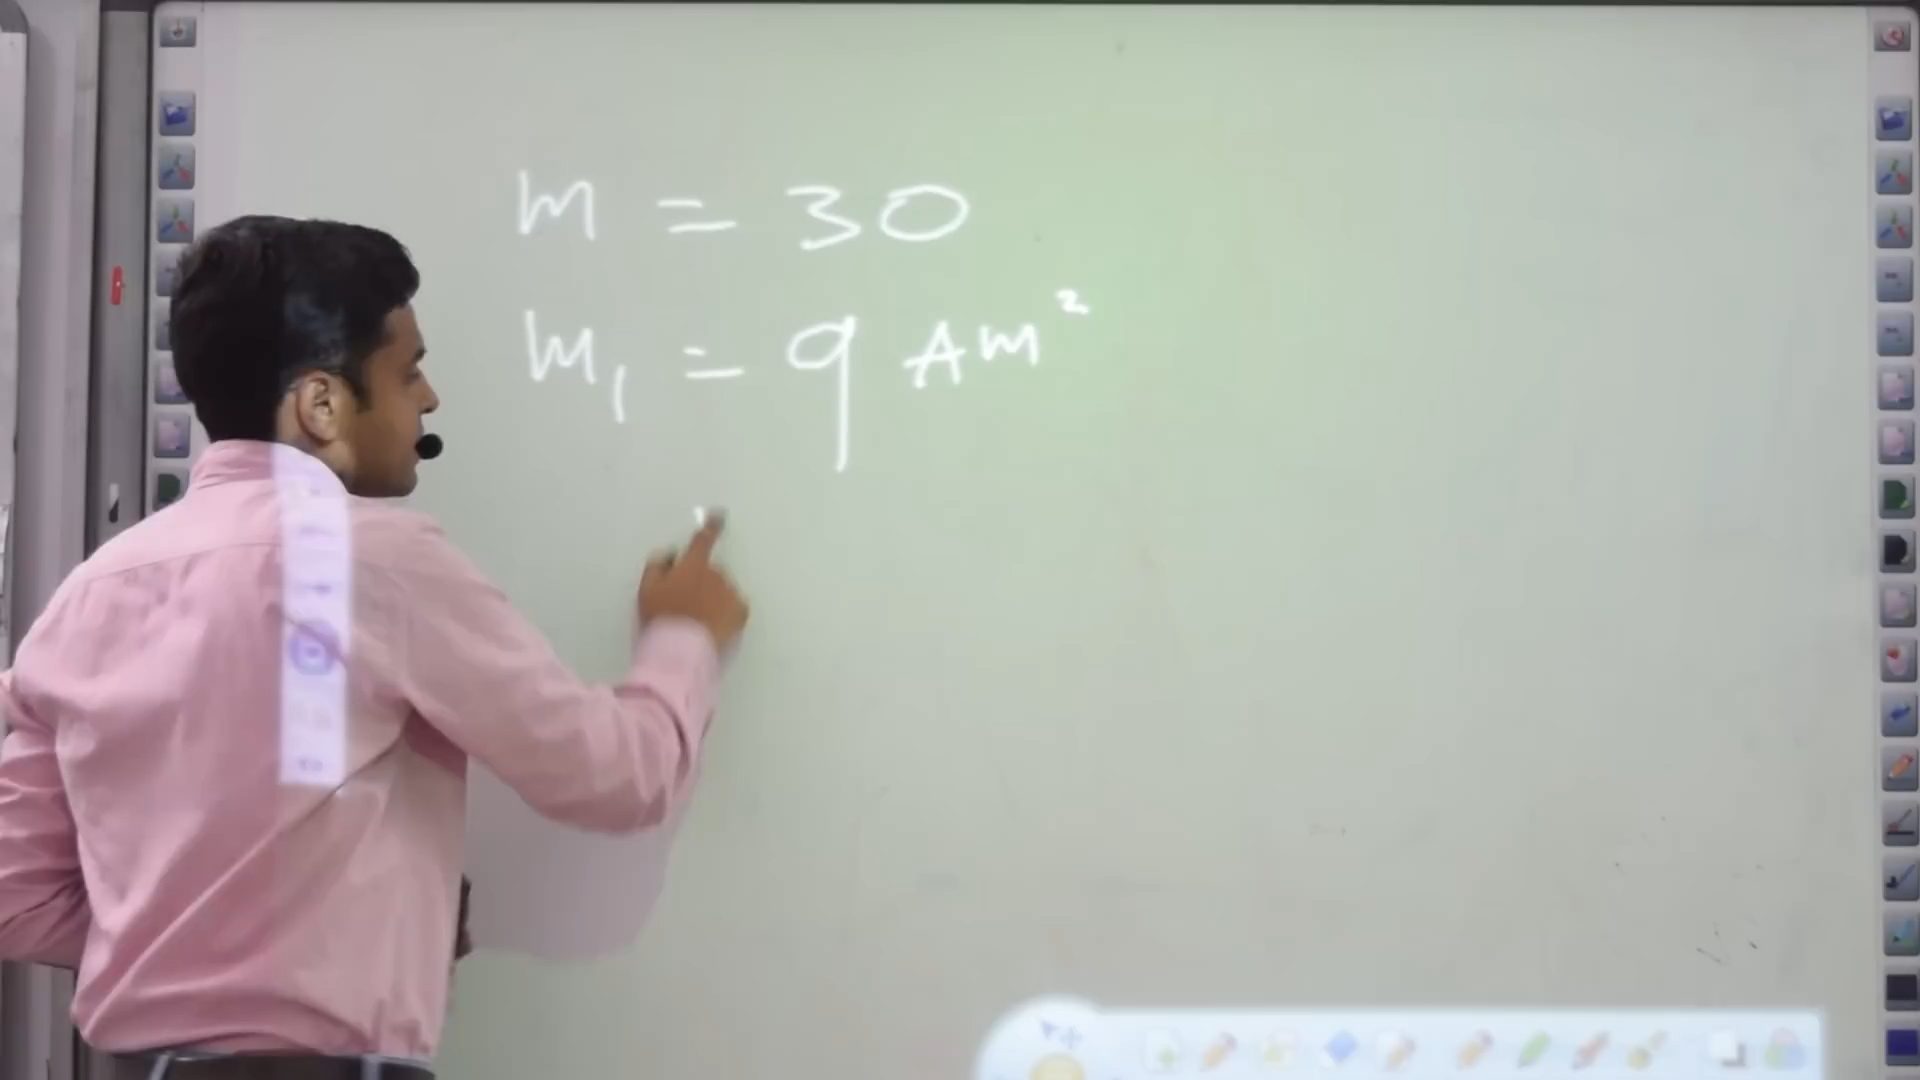 m = 30
m₁ = 9 Am²